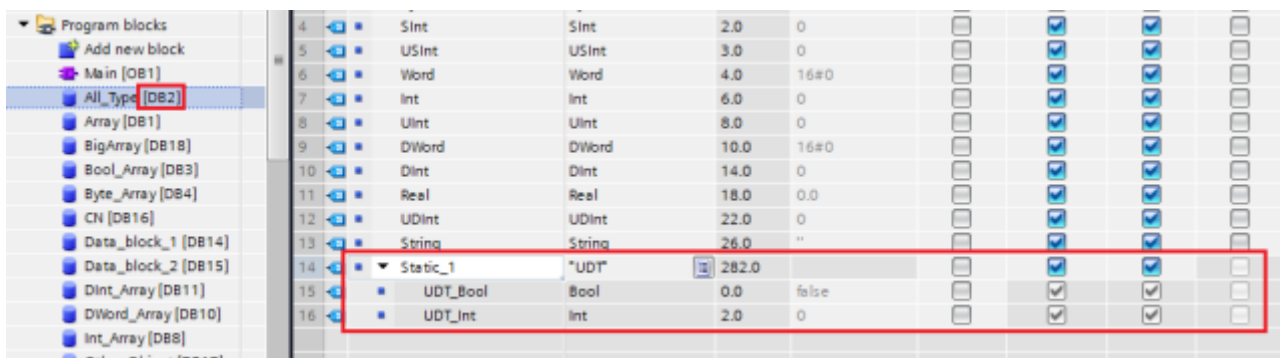 Program blocks
Add new block
Main [OB1]
All_Type [DB2]
Array [DB1]
BigArray [DB18]
Bool_Array [DB3]
Byte_Array [DB4]
CN [DB16]
Data_block_1 [DB14]
Data_block_2 [DB15]
DInt_Array [DB11]
DWord_Array [DB10]
Int_Array [DB8]
4 SInt SInt 2.0 0
5 USInt USInt 3.0 0
6 Word Word 4.0 16#0
7 Int Int 6.0 0
8 UInt UInt 8.0 0
9 DWord DWord 10.0 16#0
10 DInt DInt 14.0 0
11 Real Real 18.0 0.0
12 UDInt UDInt 22.0 0
13 String String 26.0 ''
14 Static_1 "UDT" 282.0
15 UDT_Bool Bool 0.0 false
16 UDT_Int Int 2.0 0